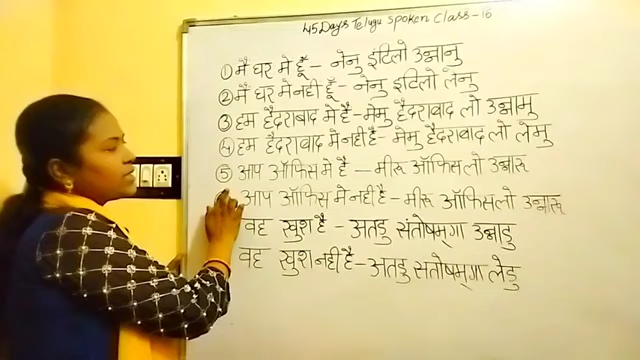 45 Days Telugu Spoken Class-16
① मैं घर मे हूँ - नेनु इंटिलो उन्नानु
② मैं घर मे नही हूँ - नेनु इंटिलो लेनु
③ हम हैदराबाद मे है - मेमु हैदराबाद लो उन्नामु
④ हम हैदराबाद मे नही है - मेमु हैदराबाद लो लेमु
⑤ आप ऑफिस मे है - मीरू ऑफिस लो उन्नारू
आप ऑफिस मे नही है - मीरू ऑफिस लो उन्नारू
वह खुश है - अतडु संतोषम्गा उन्नाडु
वह खुश नही है - अतडु सतोषम्गा लेडु